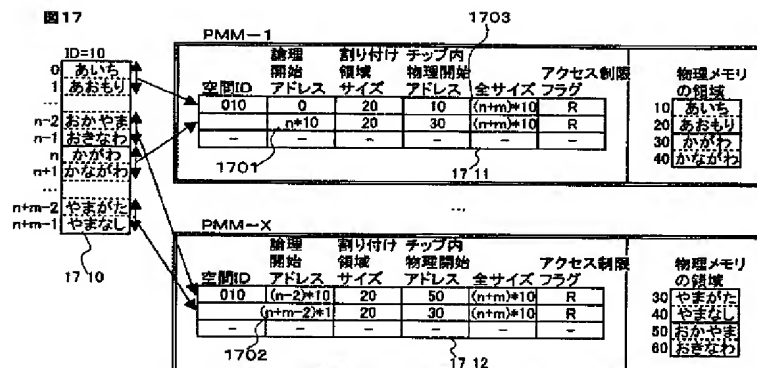 図17
ID=10
0 あいち
1 あおもり
…
n-2 おかやま
n-1 おきなわ
n かがわ
n+1 かながわ
…
n+m-2 やまがた
n+m-1 やまなし
1710
PMM-1
1703
空間ID 論理開始アドレス 割り付け領域サイズ チップ内物理開始アドレス 全サイズ アクセス制限フラグ
010 0 20 10 (n+m)*10 R
n*10 20 30 (n+m)*10 R
- - - - - -
1701
1711
物理メモリの領域
10 あいち
20 あおもり
30 かがわ
40 かながわ
…
PMM-X
空間ID 論理開始アドレス 割り付け領域サイズ チップ内物理開始アドレス 全サイズ アクセス制限フラグ
010 (n-2)*10 20 50 (n+m)*10 R
(n+m-2)*1 20 30 (n+m)*10 R
- - - - - -
1702
1712
物理メモリの領域
30 やまがた
40 やまなし
50 おかやま
60 おきなわ